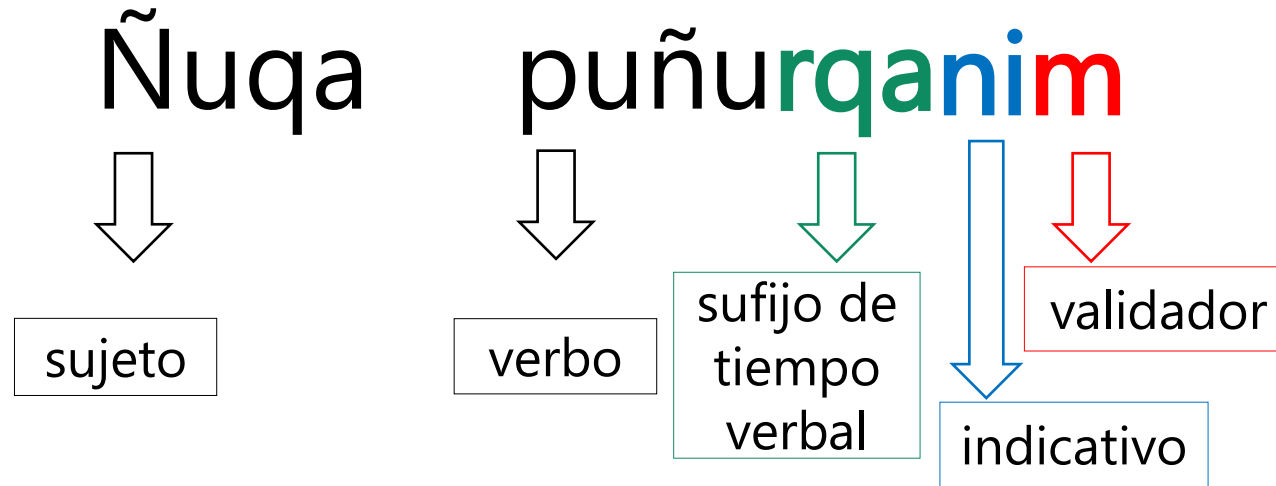 Ñuqa puñurqanim
sujeto
verbo
sufijo de
tiempo
verbal
indicativo
validador